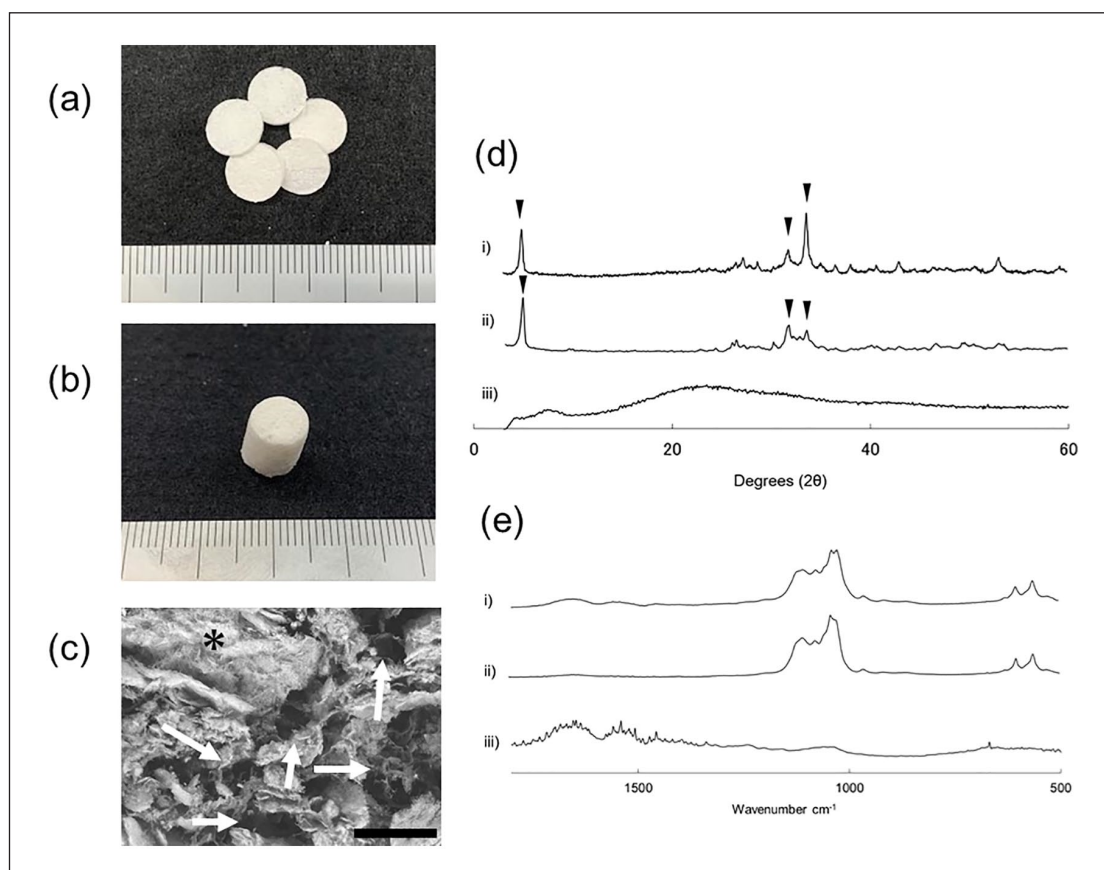 (a)
(b)
(c)
*
(d)
i)
ii)
iii)
0 20 40 60
Degrees (2θ)
(e)
i)
ii)
iii)
1500 1000 500
Wavenumber cm⁻¹